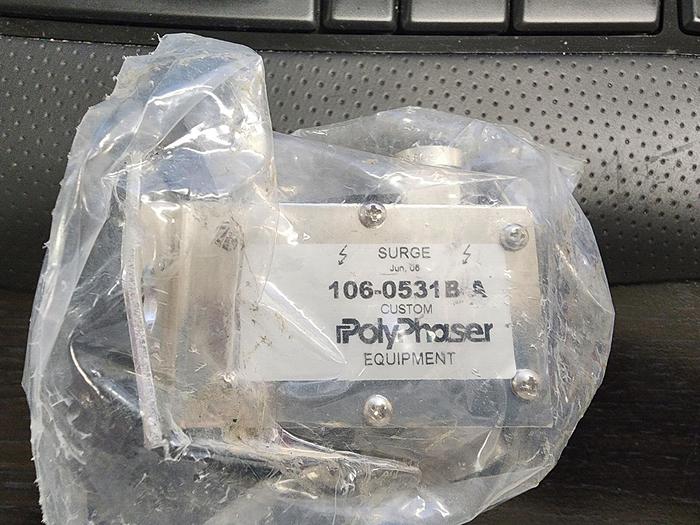 SURGE
Jun, 06
106-0531B-A
CUSTOM
PolyPhaser
EQUIPMENT